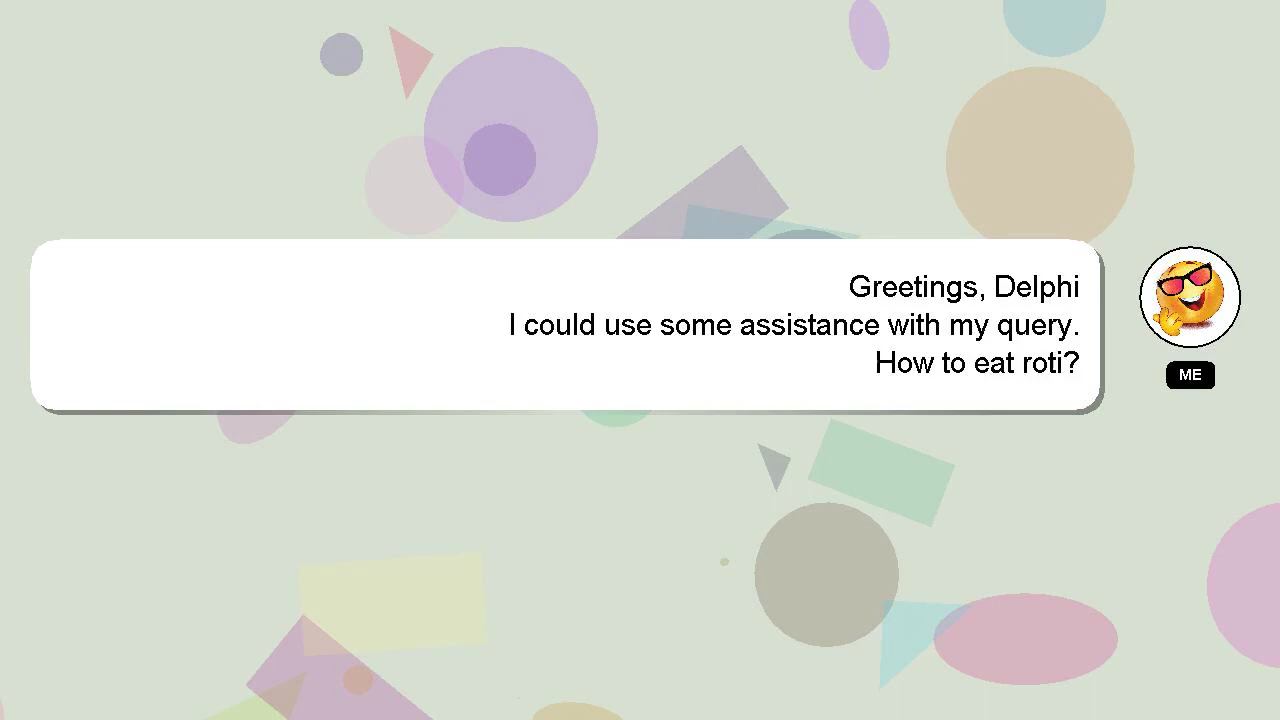 Greetings, Delphi
I could use some assistance with my query.
How to eat roti?
ME